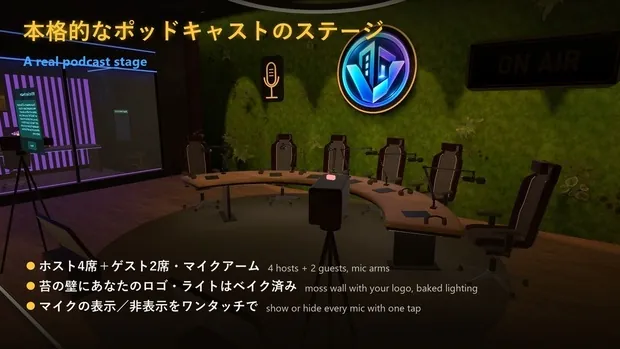 本格的なポッドキャストのステージ
A real podcast stage
ON AIR
ホスト4席＋ゲスト2席・マイクアーム 4 hosts + 2 guests, mic arms
苔の壁にあなたのロゴ・ライトはベイク済み moss wall with your logo, baked lighting
マイクの表示／非表示をワンタッチで show or hide every mic with one tap